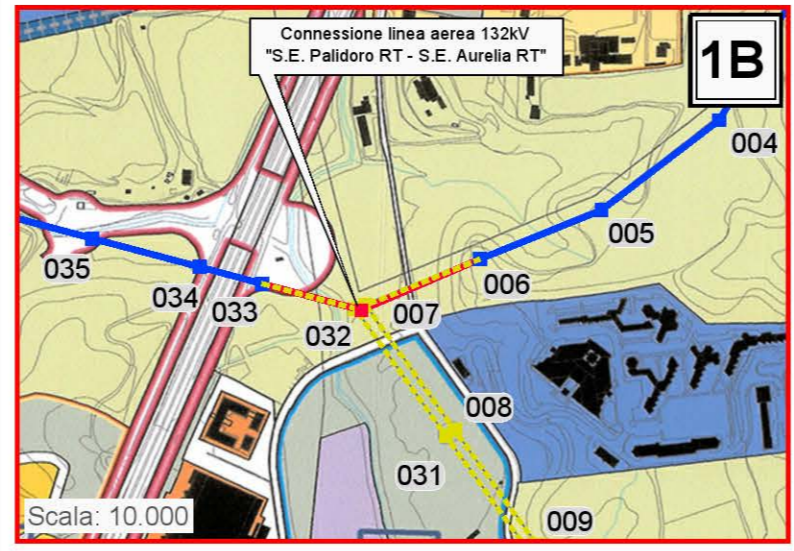 Connessione linea aerea 132kV
"S.E. Palidoro RT - S.E. Aurelia RT"
1B
004
005
006
035
034
033
032
007
008
031
009
Scala: 10.000